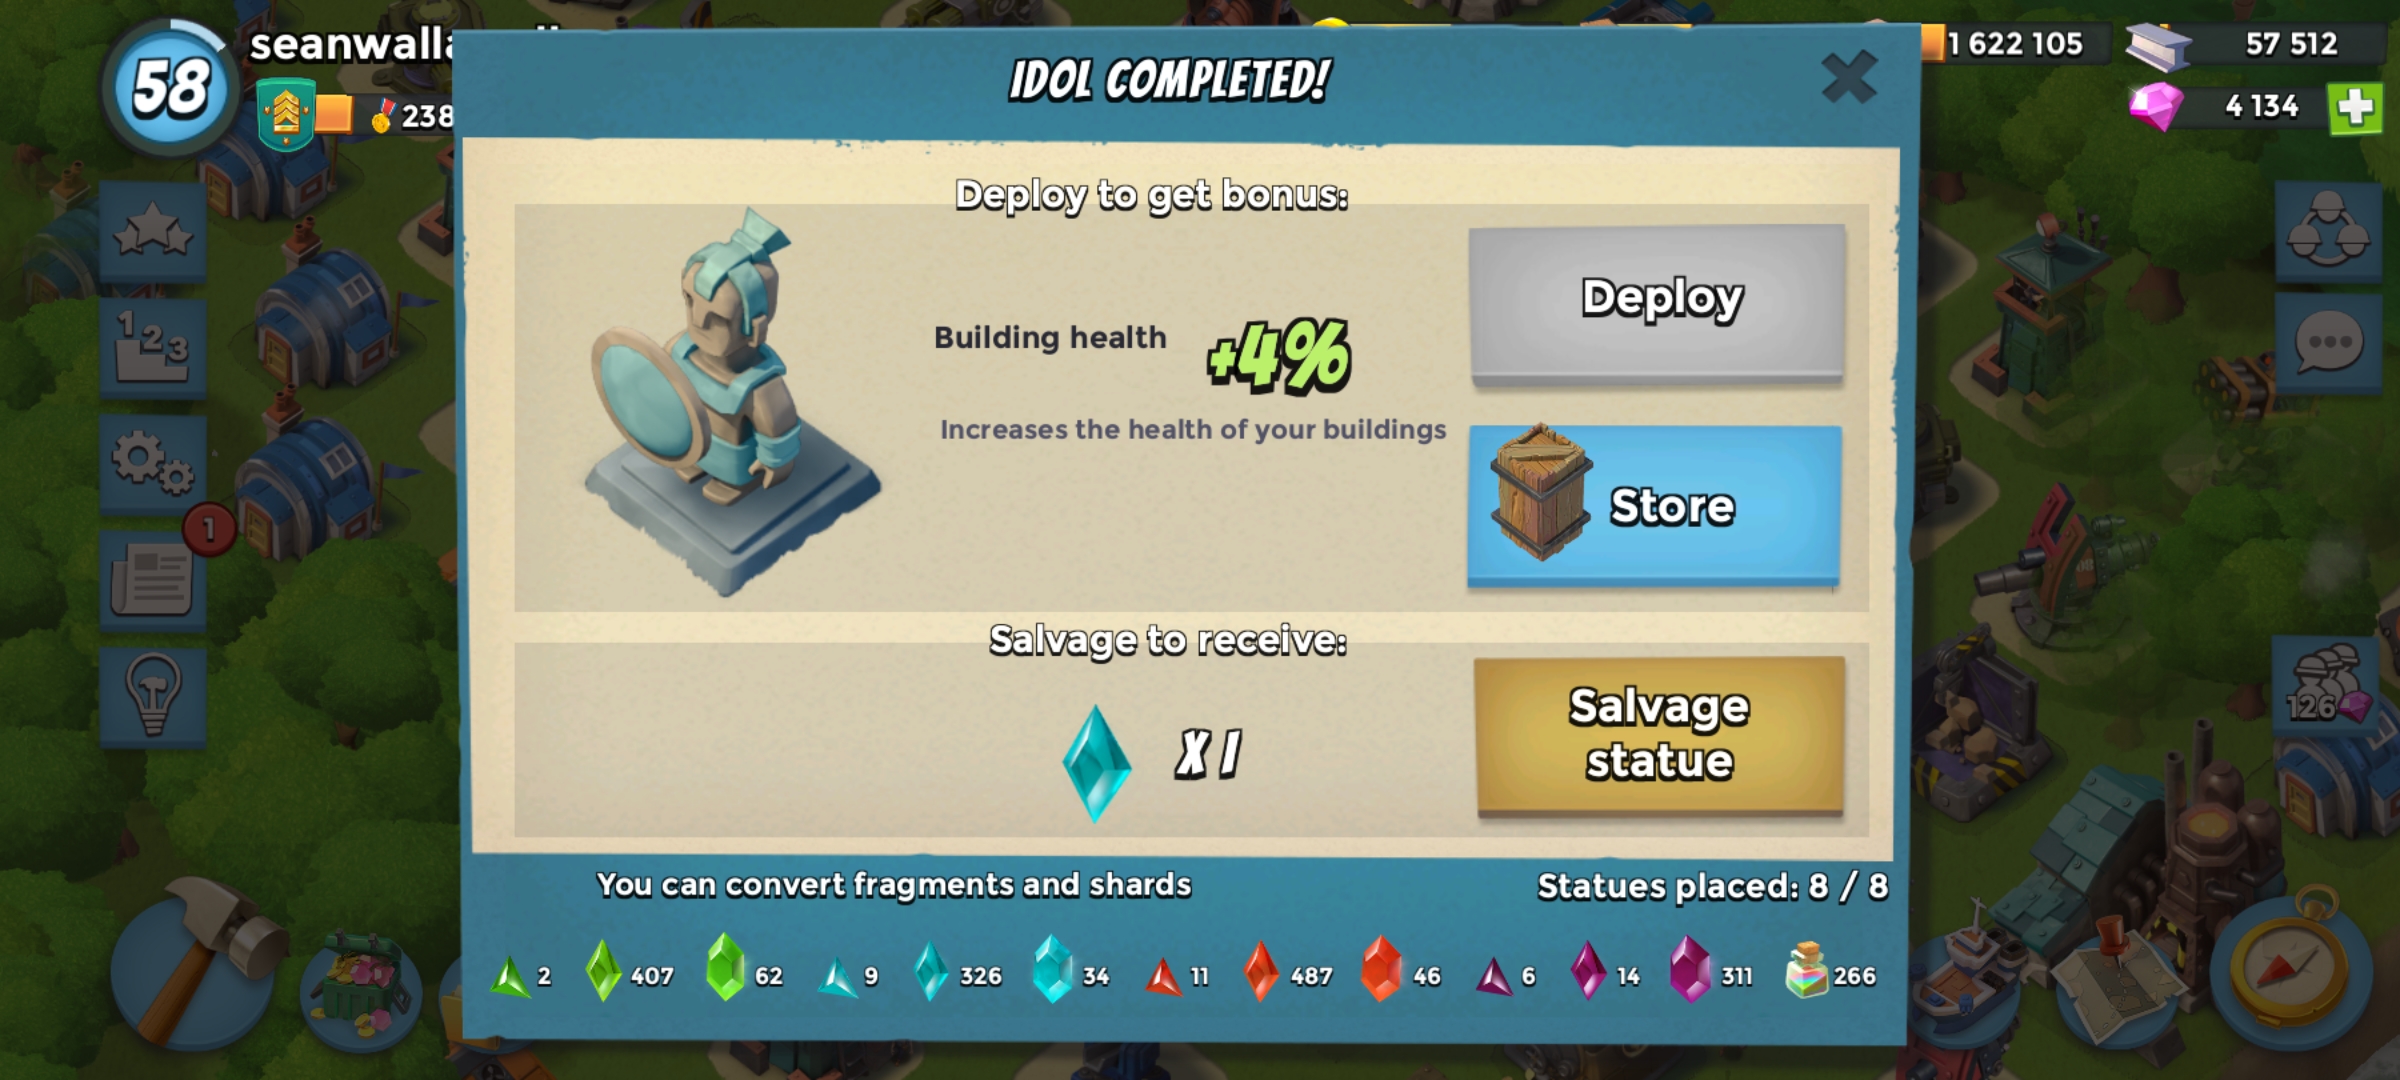 58
238
IDOL COMPLETED!
1 622 105
57 512
4 134
Deploy to get bonus:
Building health +4%
Increases the health of your buildings
Deploy
Store
Salvage to receive:
X 1
Salvage
statue
1 2 3
1
126
You can convert fragments and shards
Statues placed: 8 / 8
2 407 62 9 326 34 11 487 46 6 14 311 266